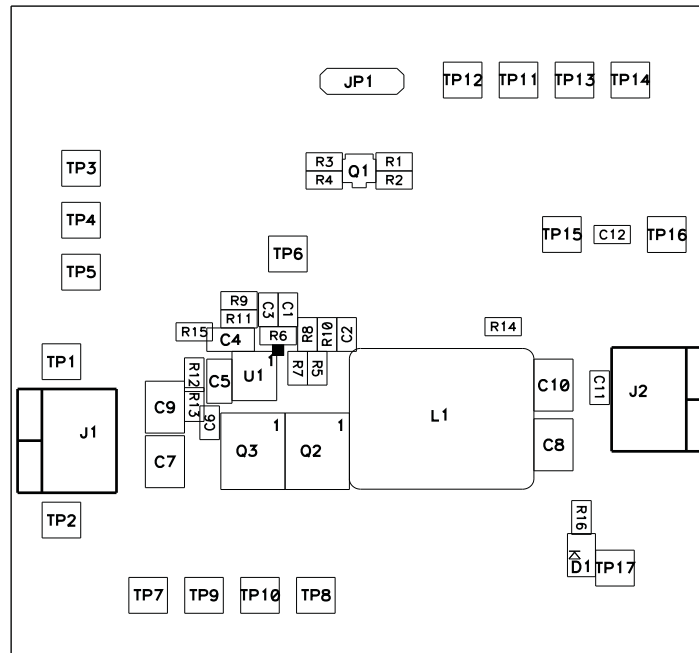 JP1
TP12
TP11
TP13
TP14
R3
Q1
R1
R4
R2
TP3
TP4
TP5
TP6
TP15
C12
TP16
R9
R11
C3
C1
R15
C4
R6
R8
R10
C2
R14
TP1
R12
C5
U1
1
R7
R5
C10
C11
J2
J1
C9
R13
C6
L1
C7
Q3
1
Q2
1
C8
TP2
R16
D1
TP17
TP7
TP9
TP10
TP8